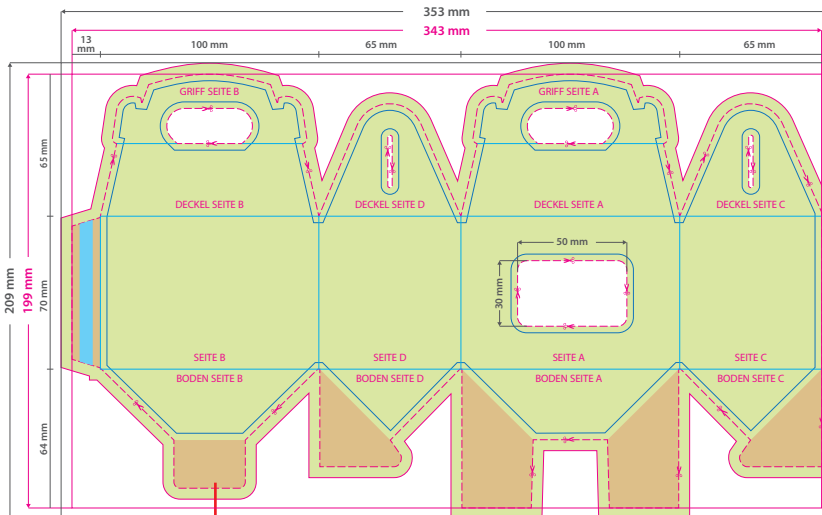 353 mm
343 mm
13
mm
100 mm
65 mm
100 mm
65 mm
GRIFF SEITE B
GRIFF SEITE A
65 mm
DECKEL SEITE B
DECKEL SEITE D
DECKEL SEITE A
DECKEL SEITE C
209 mm
199 mm
70 mm
50 mm
30 mm
SEITE B
SEITE D
SEITE A
SEITE C
BODEN SEITE B
BODEN SEITE D
BODEN SEITE A
BODEN SEITE C
64 mm